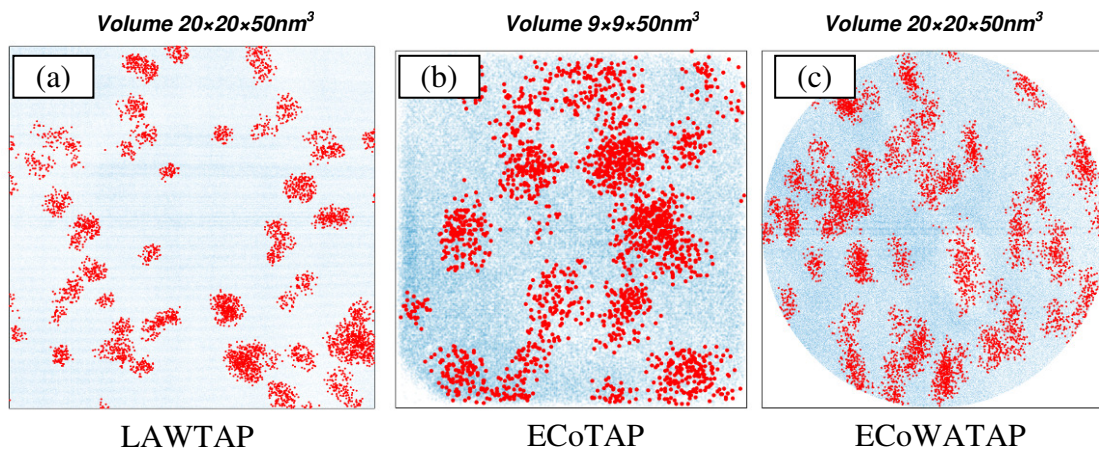 Volume 20×20×50nm³ Volume 9×9×50nm³ Volume 20×20×50nm³
(a) (b) (c)
LAWTAP ECoTAP ECoWATAP